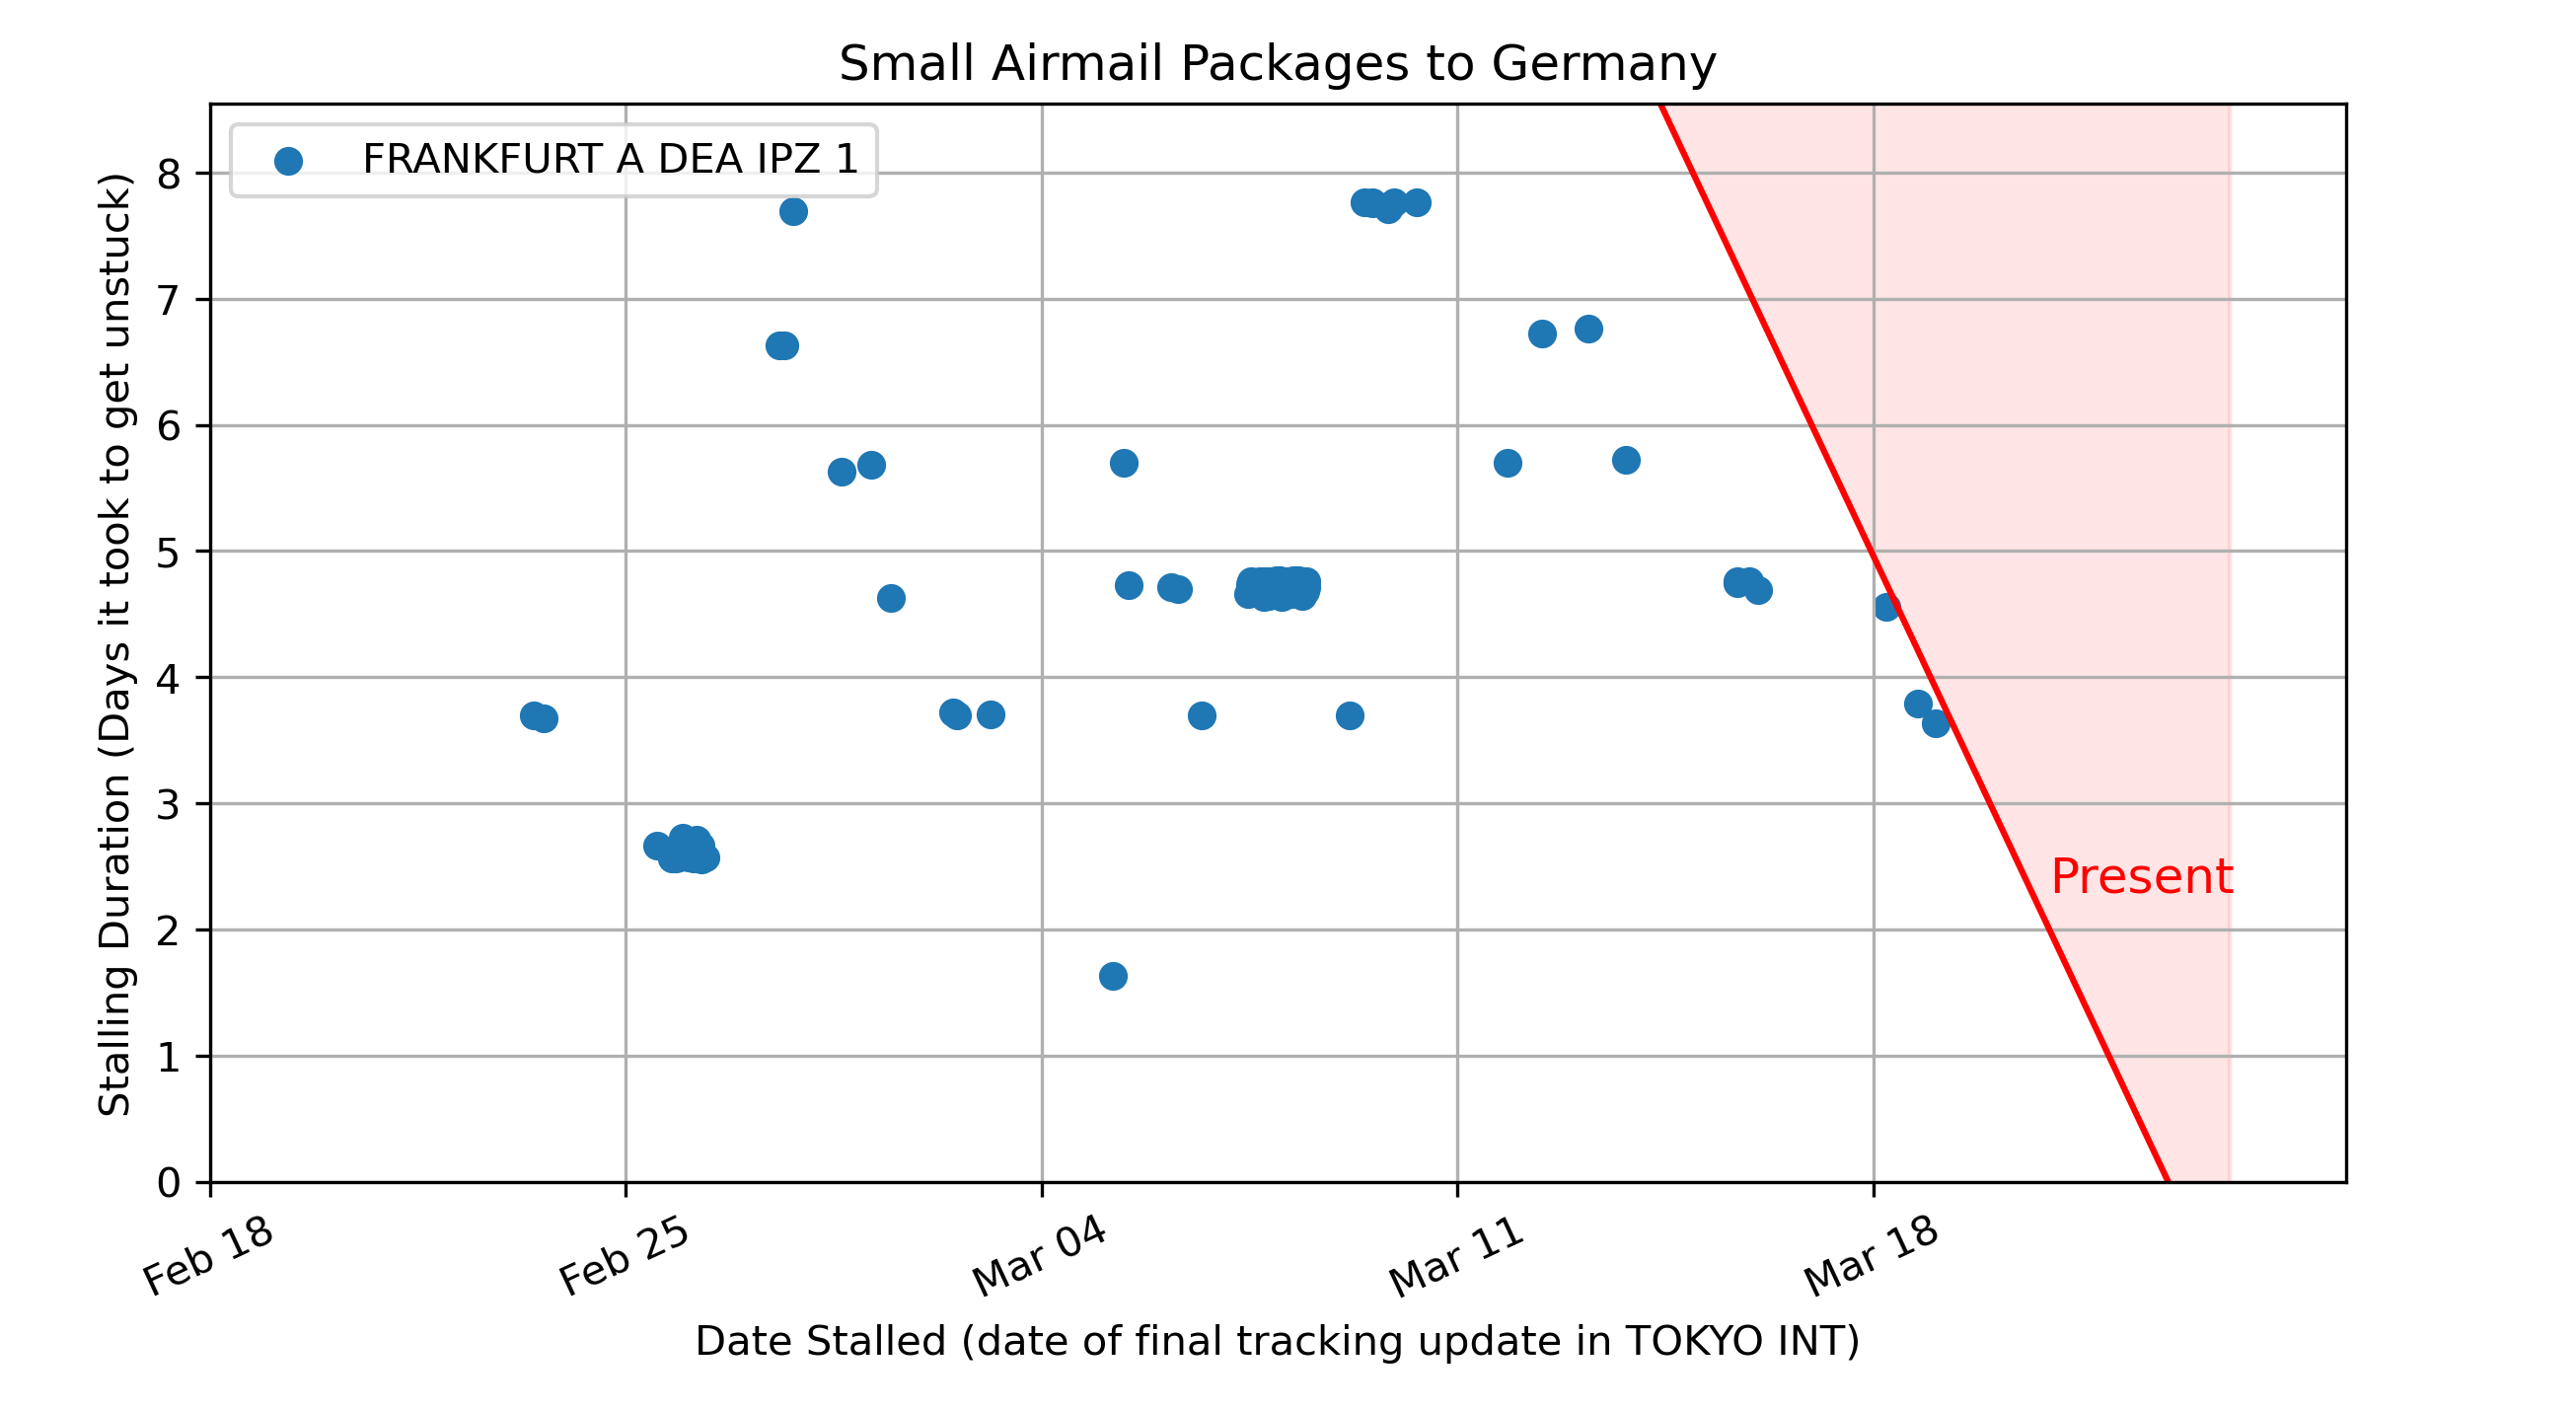 Small Airmail Packages to Germany
FRANKFURT A DEA IPZ 1
Stalling Duration (Days it took to get unstuck)
8
7
6
5
4
3
2
1
0
Present
Feb 18
Feb 25
Mar 04
Mar 11
Mar 18
Date Stalled (date of final tracking update in TOKYO INT)